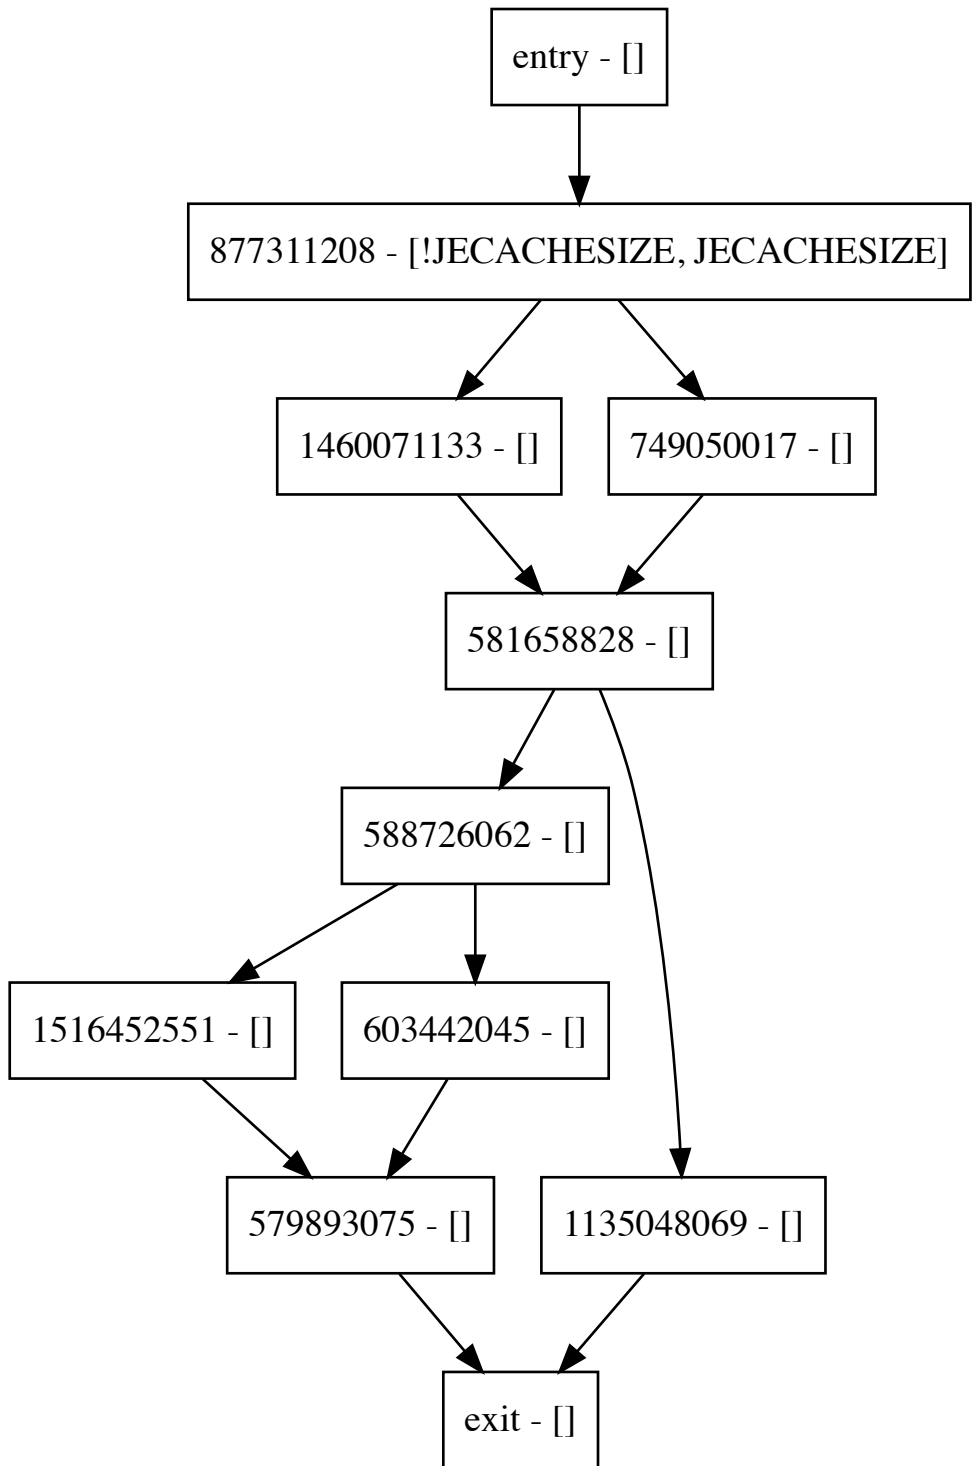 entry - []
877311208 - [!JECACHESIZE, JECACHESIZE]
1460071133 - []
749050017 - []
581658828 - []
588726062 - []
1516452551 - []
603442045 - []
579893075 - []
1135048069 - []
exit - []